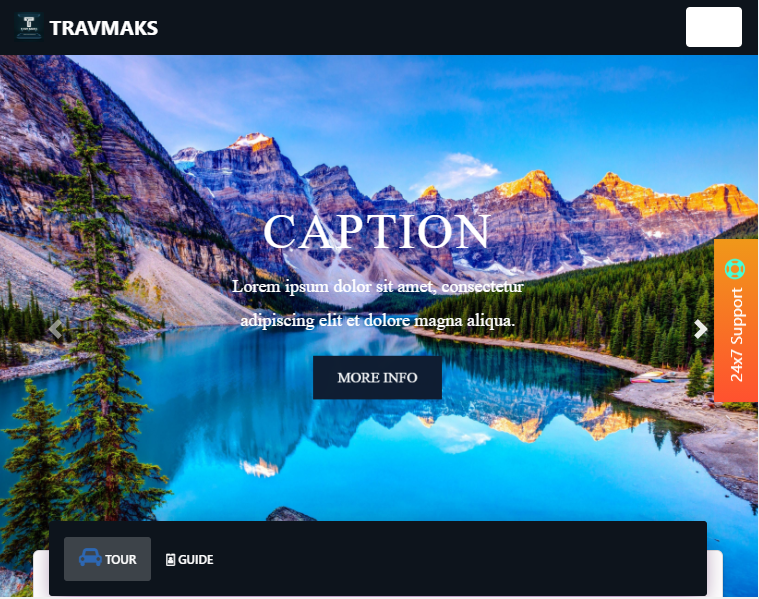 TRAVMAKS
CAPTION
Lorem ipsum dolor sit amet, consectetur
adipiscing elit et dolore magna aliqua.
MORE INFO
24x7 Support
TOUR
GUIDE